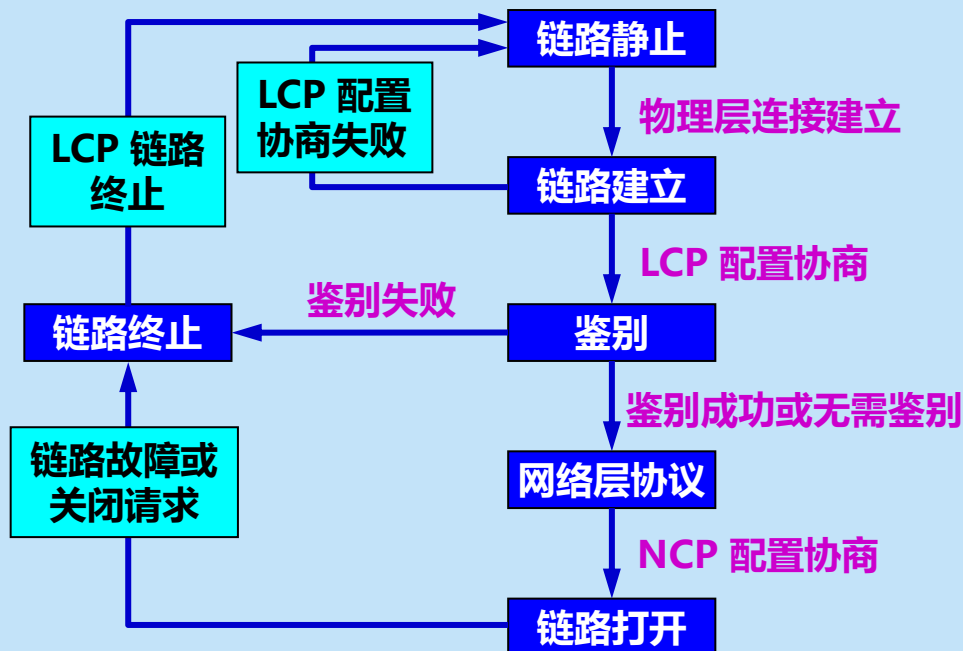 链路静止
LCP 配置
协商失败
物理层连接建立
LCP 链路
终止
链路建立
LCP 配置协商
鉴别失败
链路终止
鉴别
鉴别成功或无需鉴别
链路故障或
关闭请求
网络层协议
NCP 配置协商
链路打开